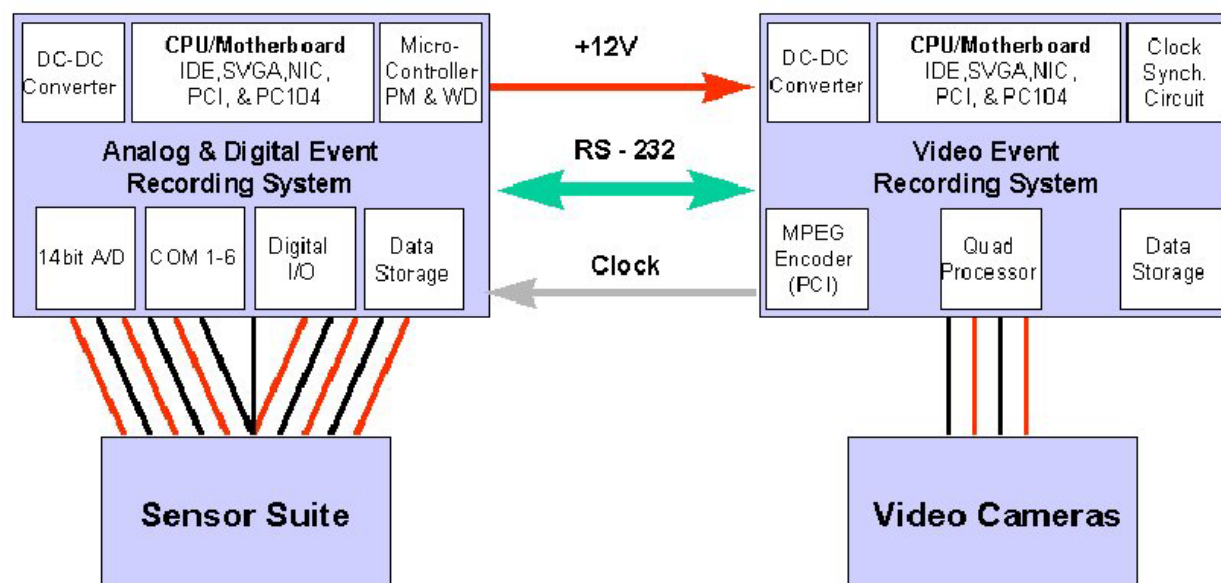 DC-DC
Converter
CPU/Motherboard
IDE,SVGA,NIC,
PCI, & PC104
Micro-
Controller
PM & WD
Analog & Digital Event
Recording System
14bit A/D
COM 1-6
Digital
I/O
Data
Storage
+12V
RS - 232
Clock
DC-DC
Converter
CPU/Motherboard
IDE,SVGA,NIC,
PCI, & PC104
Clock
Synch.
Circuit
Video Event
Recording System
MPEG
Encoder
(PCI)
Quad
Processor
Data
Storage
Sensor Suite
Video Cameras